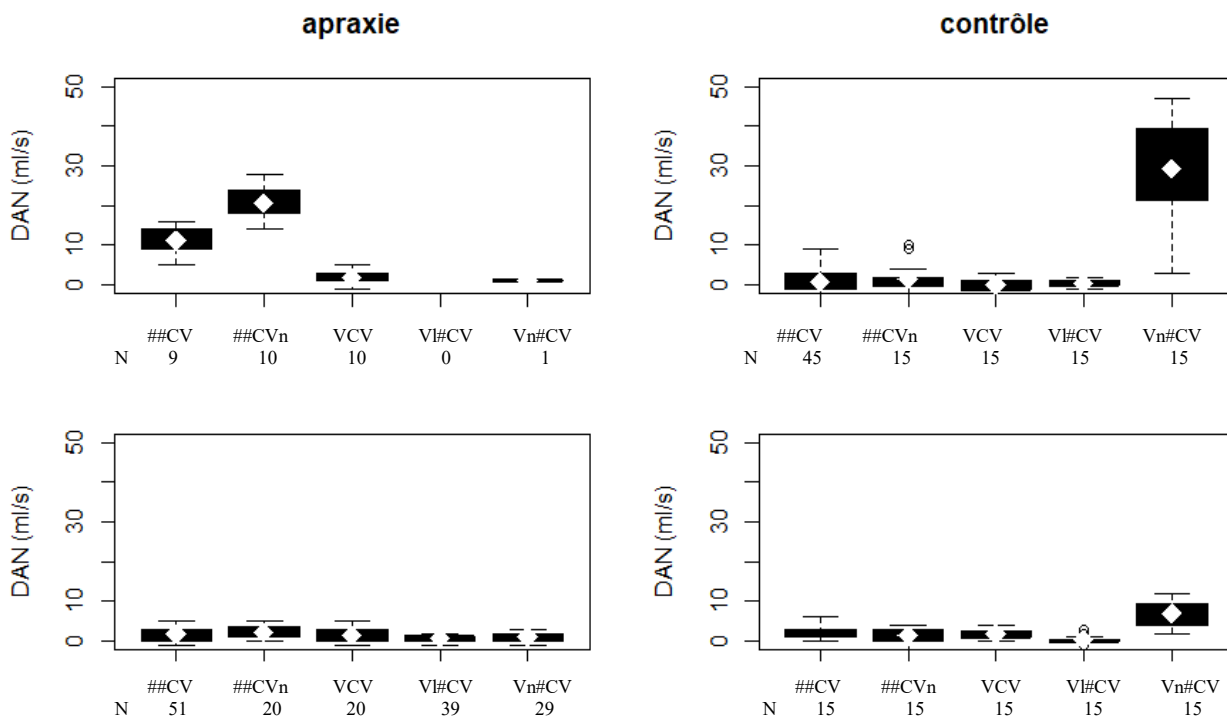 apraxie
contrôle
DAN (ml/s)
50
30
10
0
##CV ##CVn VCV Vl#CV Vn#CV
N 9 10 10 0 1
DAN (ml/s)
50
30
10
0
##CV ##CVn VCV Vl#CV Vn#CV
N 45 15 15 15 15
DAN (ml/s)
50
30
10
0
##CV ##CVn VCV Vl#CV Vn#CV
N 51 20 20 39 29
DAN (ml/s)
50
30
10
0
##CV ##CVn VCV Vl#CV Vn#CV
N 15 15 15 15 15